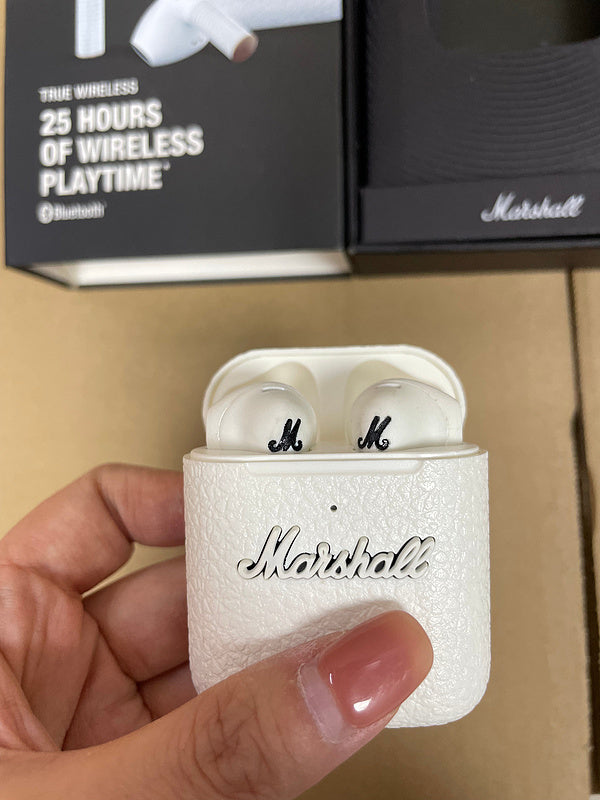 TRUE WIRELESS
25 HOURS
OF WIRELESS
PLAYTIME*
Bluetooth
Marshall
M M
Marshall